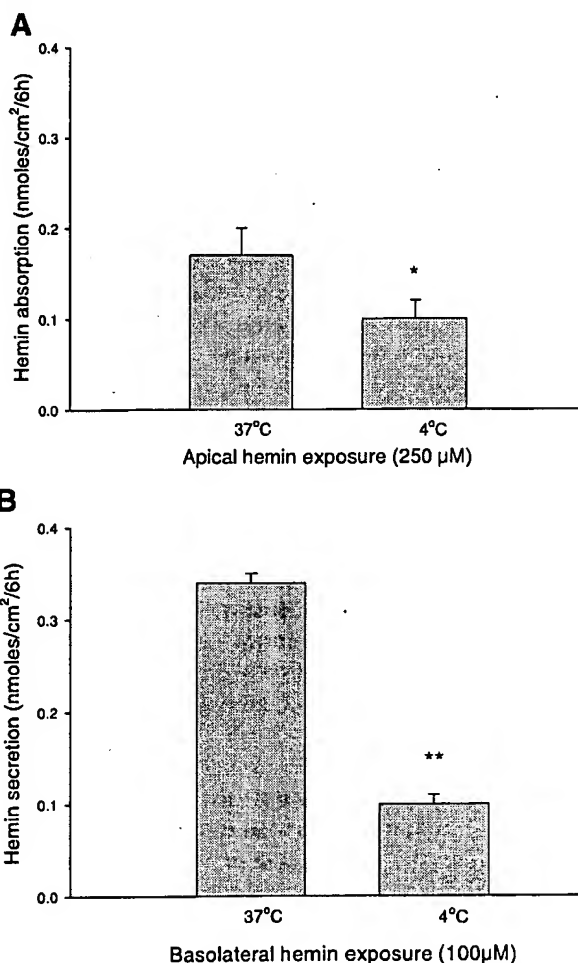 A
Hemin absorption (nmoles/cm²/6h)
0.4
0.3
0.2
0.1
0.0
*
37°C 4°C
Apical hemin exposure (250 µM)
B
Hemin secretion (nmoles/cm²/6h)
0.4
0.3
0.2
0.1
0.0
**
37°C 4°C
Basolateral hemin exposure (100µM)